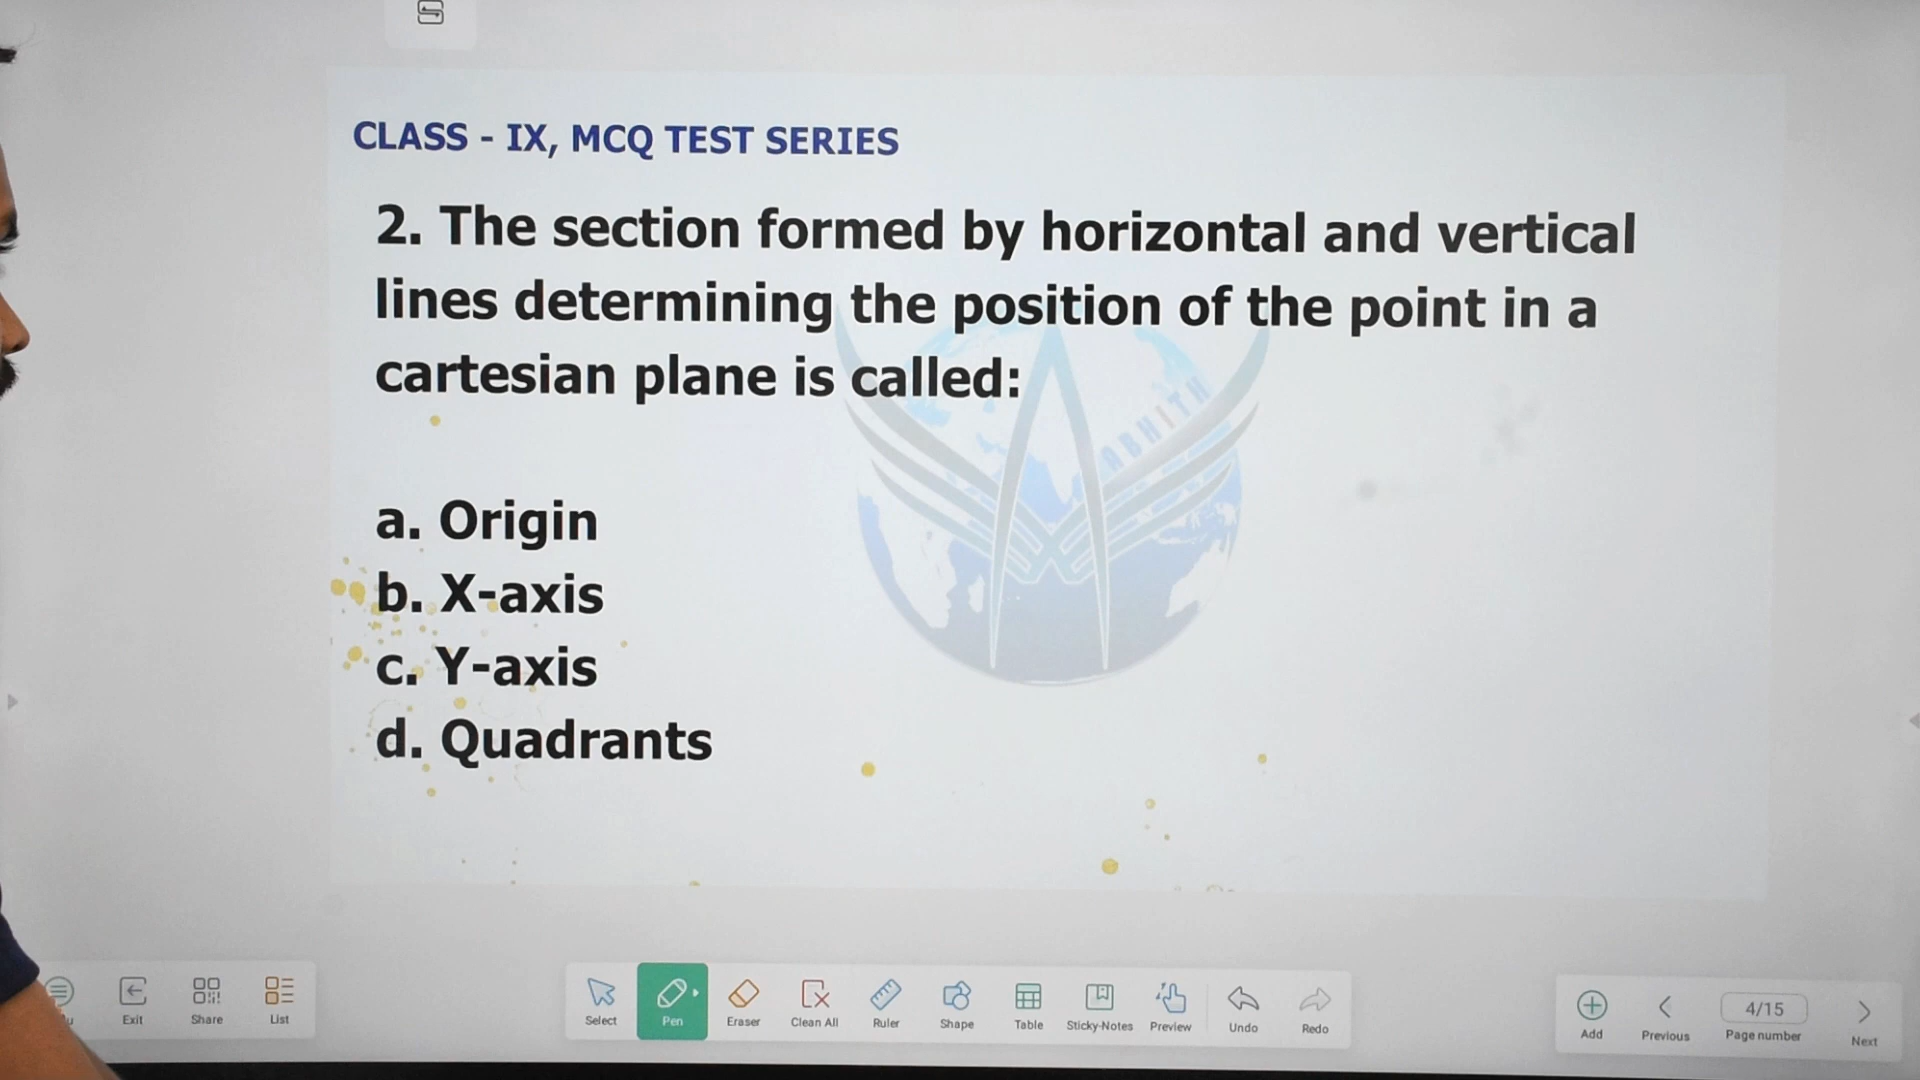 CLASS - IX, MCQ TEST SERIES
2. The section formed by horizontal and vertical
lines determining the position of the point in a
cartesian plane is called:
ABHITH
a. Origin
b. X-axis
c. Y-axis
d. Quadrants
Exit
Share
List
Select
Pen
Eraser
Clean All
Ruler
Shape
Table
Sticky-Notes
Preview
Undo
Redo
Add
Previous
4/15
Page number
Next